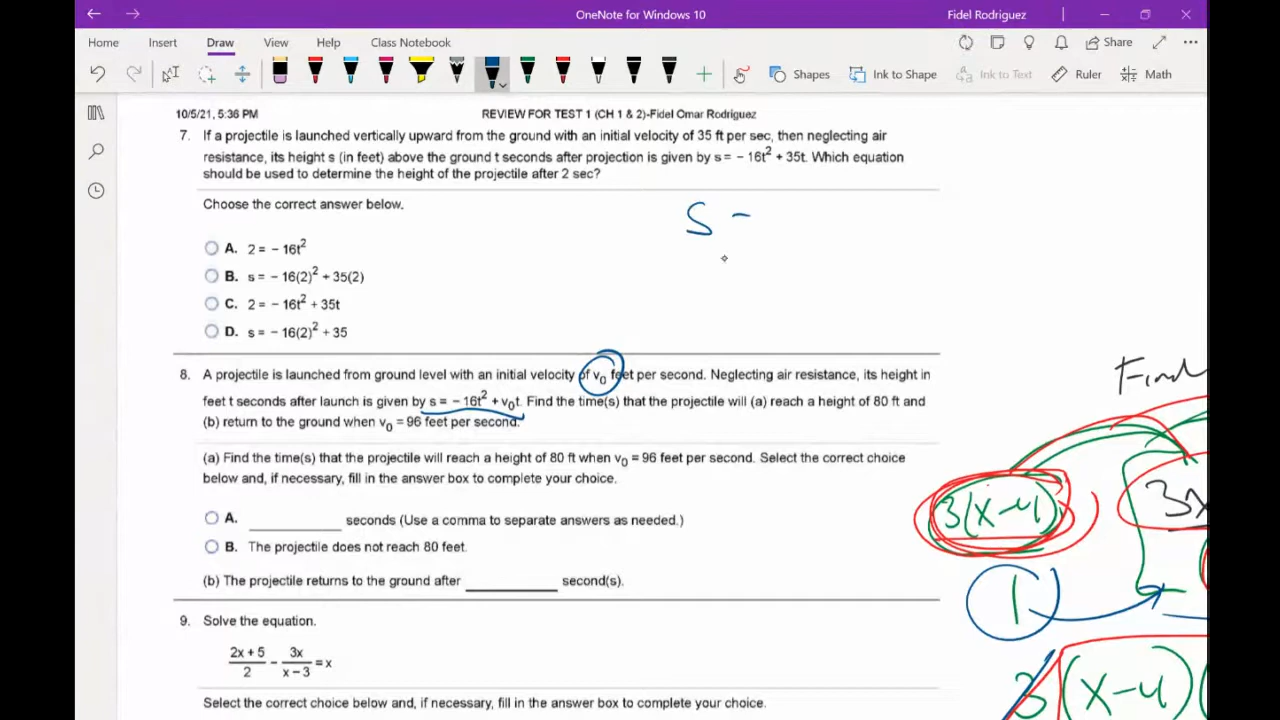 OneNote for Windows 10
Fidel Rodriguez
Home Insert Draw View Help Class Notebook
Share
Shapes Ink to Shape Ink to Text Ruler Math
10/5/21, 5:36 PM REVIEW FOR TEST 1 (CH 1 & 2)-Fidel Omar Rodriguez
7. If a projectile is launched vertically upward from the ground with an initial velocity of 35 ft per sec, then neglecting air
resistance, its height s (in feet) above the ground t seconds after projection is given by s = − 16t² + 35t. Which equation
should be used to determine the height of the projectile after 2 sec?
Choose the correct answer below.
S -
A. 2 = − 16t²
B. s = − 16(2)² + 35(2)
C. 2 = − 16t² + 35t
D. s = − 16(2)² + 35
8. A projectile is launched from ground level with an initial velocity of v₀ feet per second. Neglecting air resistance, its height in
feet t seconds after launch is given by s = − 16t² + v₀t. Find the time(s) that the projectile will (a) reach a height of 80 ft and
(b) return to the ground when v₀ = 96 feet per second.
Find
(a) Find the time(s) that the projectile will reach a height of 80 ft when v₀ = 96 feet per second. Select the correct choice
below and, if necessary, fill in the answer box to complete your choice.
3(x-4) 3x
A. seconds (Use a comma to separate answers as needed.)
B. The projectile does not reach 80 feet.
(b) The projectile returns to the ground after second(s).
1
9. Solve the equation.
2x + 5 / 2 − 3x / x − 3 = x
3(x-4)(
Select the correct choice below and, if necessary, fill in the answer box to complete your choice.